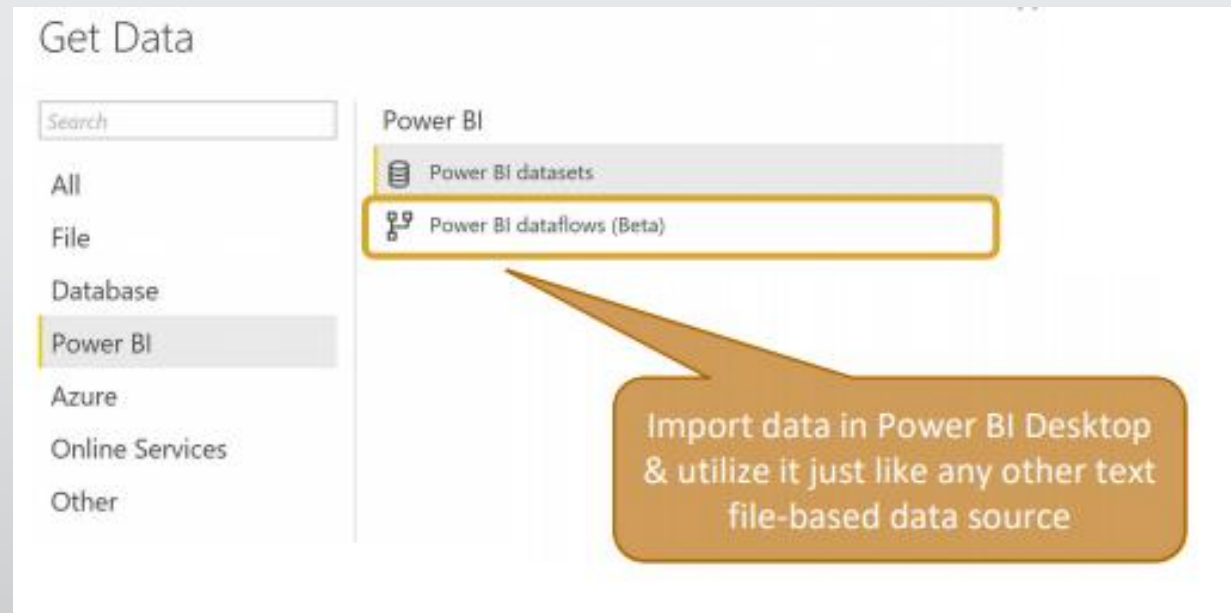 Get Data
Search
All
File
Database
Power BI
Azure
Online Services
Other
Power BI
Power BI datasets
Power BI dataflows (Beta)
Import data in Power BI Desktop
& utilize it just like any other text
file-based data source